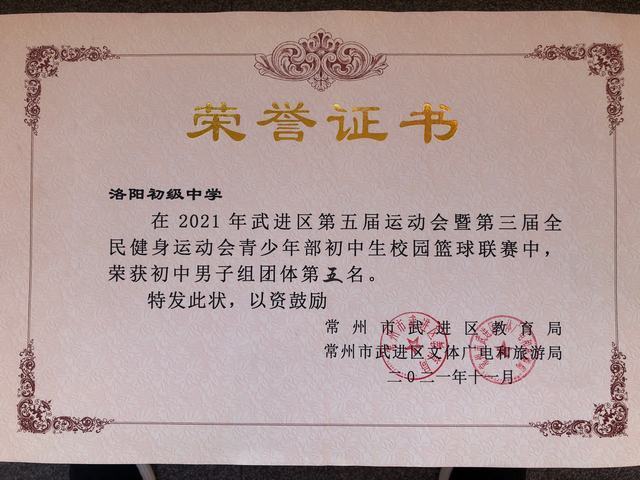 荣誉证书
洛阳初级中学
在2021年武进区第五届运动会暨第三届全
民健身运动会青少年部初中生校园篮球联赛中，
荣获初中男子组团体第五名。
特发此状，以资鼓励
常州市武进区教育局
常州市武进区文体广电和旅游局
二〇二一年十一月